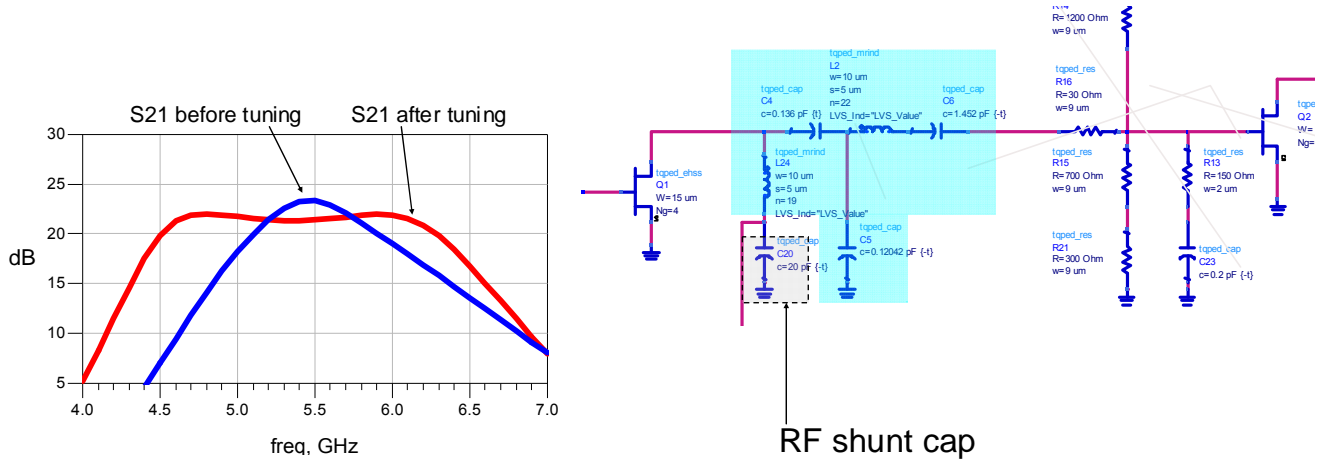 S21 before tuning
S21 after tuning
30
25
20
15
10
5
dB
4.0
4.5
5.0
5.5
6.0
6.5
7.0
freq, GHz
tqped_ehss
Q1
W=15 um
Ng=4
tqped_cap
C4
c=0.136 pF {t}
tqped_mrind
L2
w=10 um
s=5 um
n=22
LVS_Ind="LVS_Value"
tqped_cap
C6
c=1.452 pF {-t}
tqped_mrind
L24
w=10 um
s=5 um
n=19
LVS_Ind="LVS_Value"
tqped_cap
C20
c=20 pF {-t}
tqped_cap
C5
c=0.12042 pF {-t}
R=1200 Ohm
w=9 um
tqped_res
R16
R=30 Ohm
w=9 um
tqped_res
R15
R=700 Ohm
w=9 um
tqped_res
R21
R=300 Ohm
w=9 um
tqped_res
R13
R=150 Ohm
w=2 um
tqped_cap
C23
c=0.2 pF {-t}
Q2
W=
Ng=
RF shunt cap